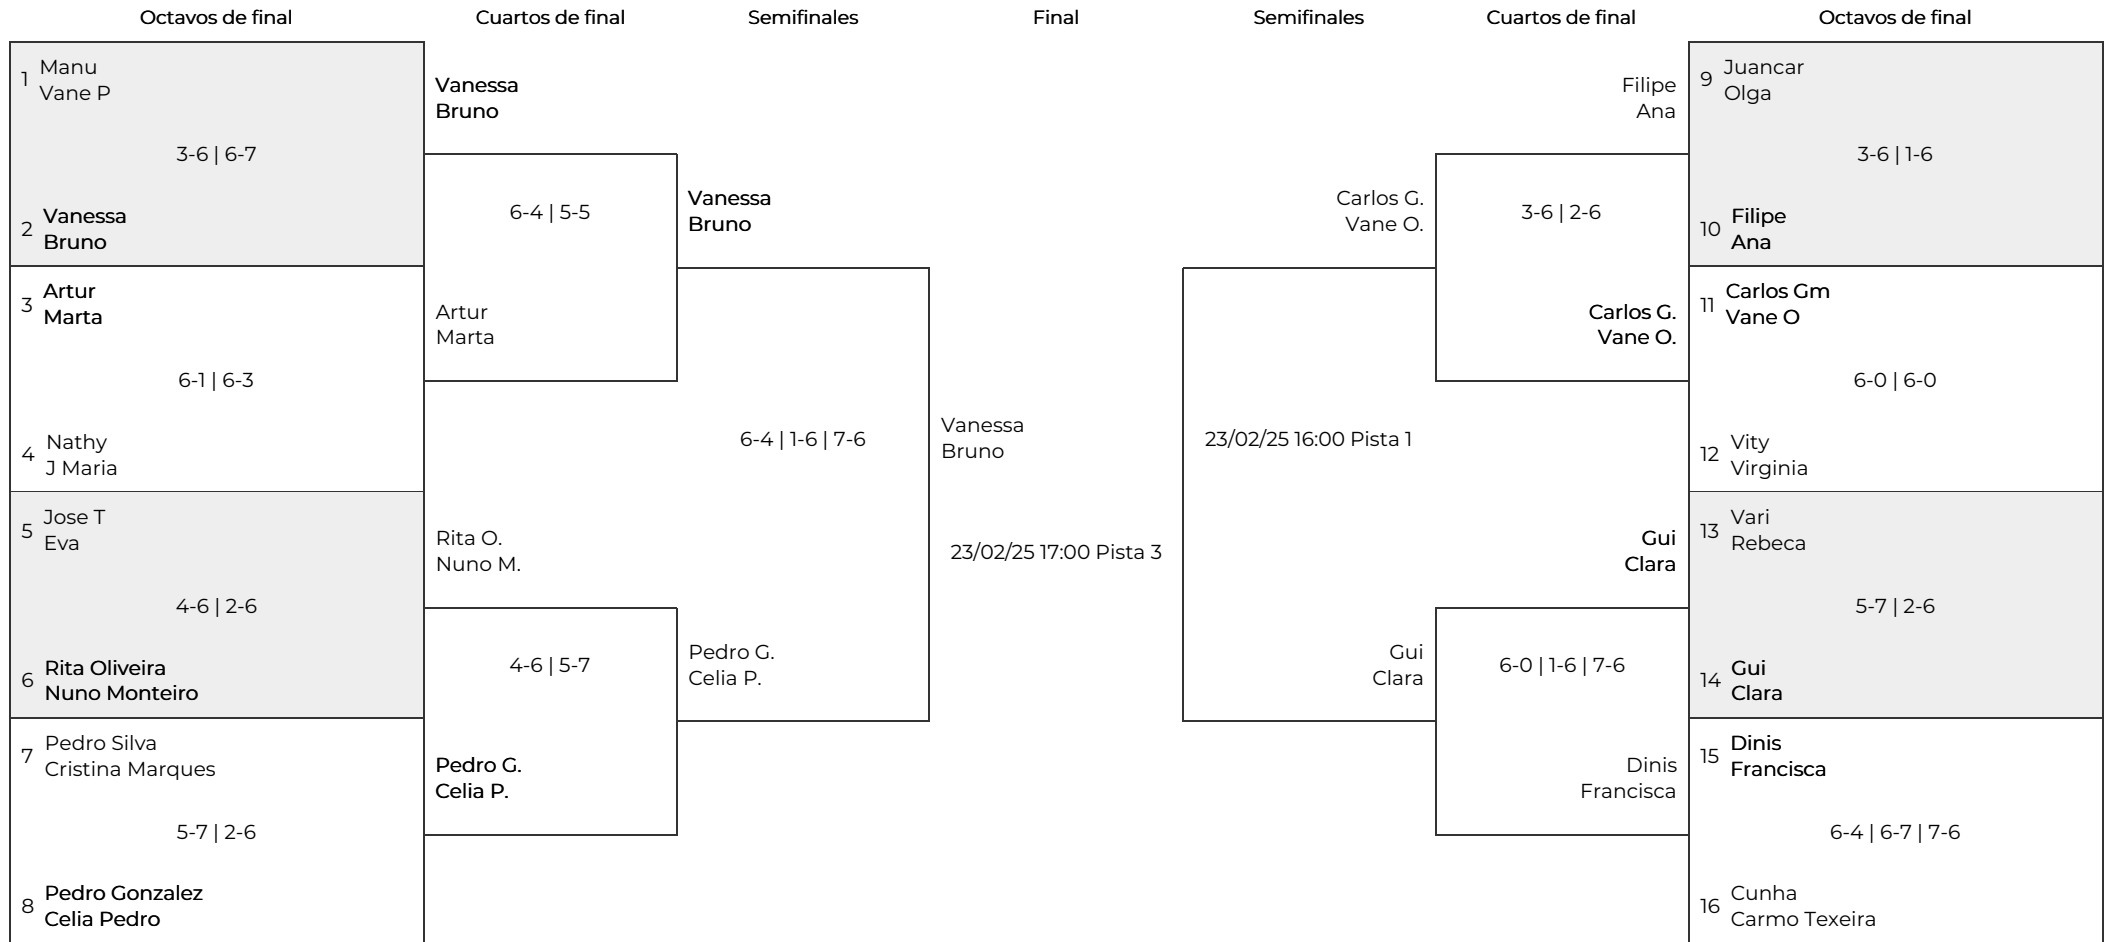 Octavos de final
Cuartos de final
Semifinales
Final
Semifinales
Cuartos de final
Octavos de final
1
Manu
Vane P
3-6 | 6-7
2
Vanessa
Bruno
3
Artur
Marta
6-1 | 6-3
4
Nathy
J Maria
5
Jose T
Eva
4-6 | 2-6
6
Rita Oliveira
Nuno Monteiro
7
Pedro Silva
Cristina Marques
5-7 | 2-6
8
Pedro Gonzalez
Celia Pedro
Vanessa
Bruno
6-4 | 5-5
Artur
Marta
Rita O.
Nuno M.
4-6 | 5-7
Pedro G.
Celia P.
Vanessa
Bruno
6-4 | 1-6 | 7-6
Pedro G.
Celia P.
Vanessa
Bruno
23/02/25 17:00 Pista 3
Carlos G.
Vane O.
23/02/25 16:00 Pista 1
Gui
Clara
Filipe
Ana
3-6 | 2-6
Carlos G.
Vane O.
Gui
Clara
6-0 | 1-6 | 7-6
Dinis
Francisca
9
Juancar
Olga
3-6 | 1-6
10
Filipe
Ana
11
Carlos Gm
Vane O
6-0 | 6-0
12
Vity
Virginia
13
Vari
Rebeca
5-7 | 2-6
14
Gui
Clara
15
Dinis
Francisca
6-4 | 6-7 | 7-6
16
Cunha
Carmo Texeira